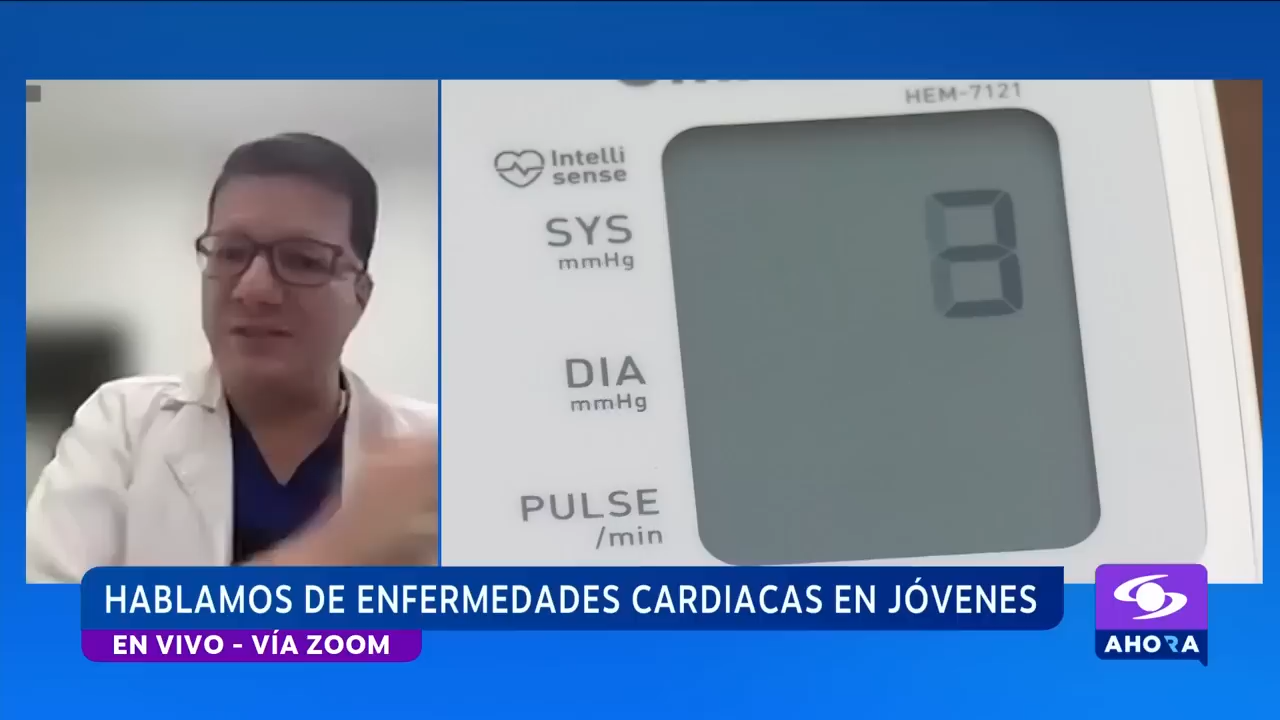 HEM-7121
Intelli
sense
SYS
mmHg
8
DIA
mmHg
PULSE
/min
HABLAMOS DE ENFERMEDADES CARDIACAS EN JÓVENES
EN VIVO - VÍA ZOOM
AHORA